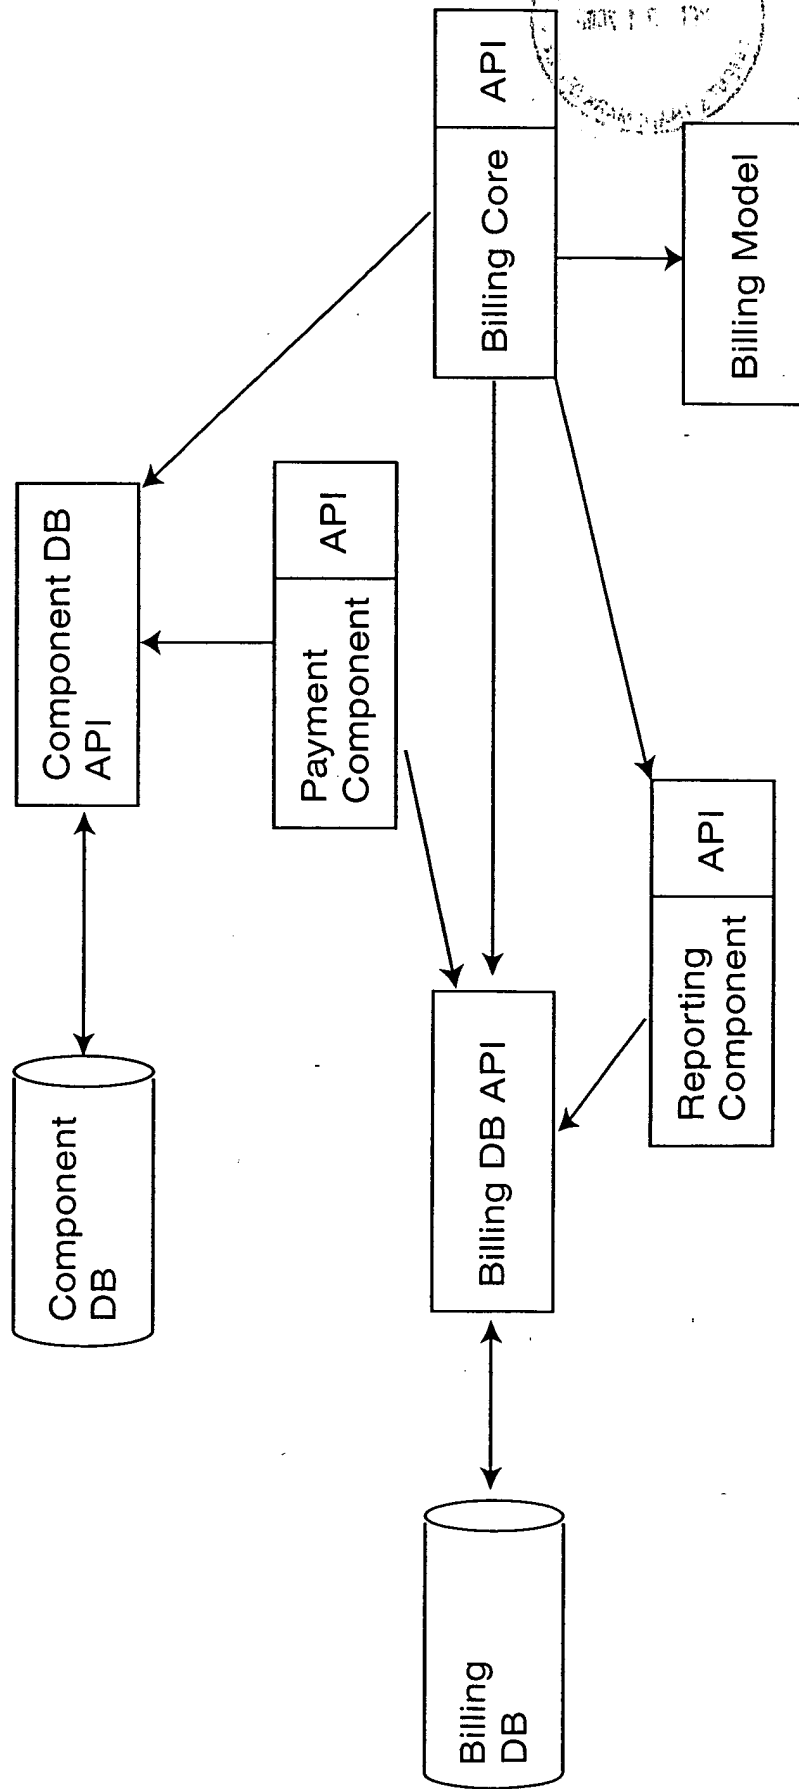 Component
DB
Component DB
API
Payment
Component
API
Billing
DB
Billing DB API
Billing Core
API
Reporting
Component
API
Billing Model